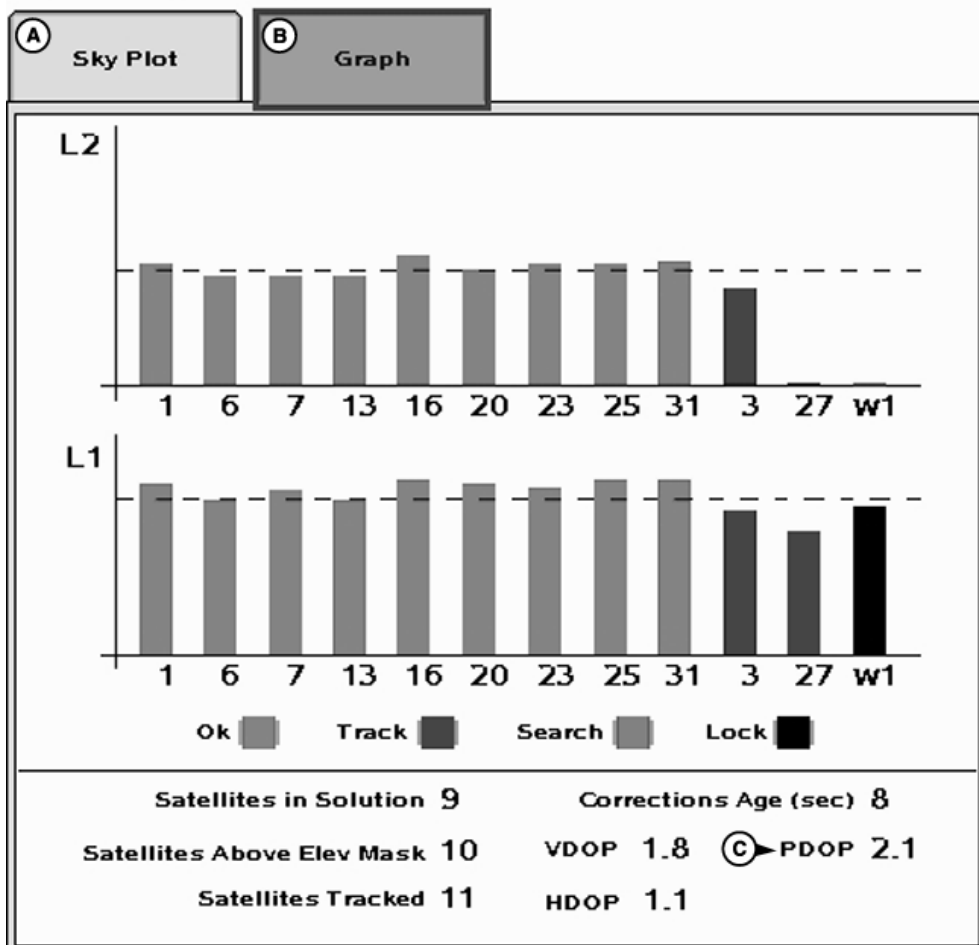 A Sky Plot
B Graph
L2
1 6 7 13 16 20 23 25 31 3 27 W1
L1
1 6 7 13 16 20 23 25 31 3 27 W1
Ok Track Search Lock
Satellites in Solution 9 Corrections Age (sec) 8
Satellites Above Elev Mask 10 VDOP 1.8 C PDOP 2.1
Satellites Tracked 11 HDOP 1.1